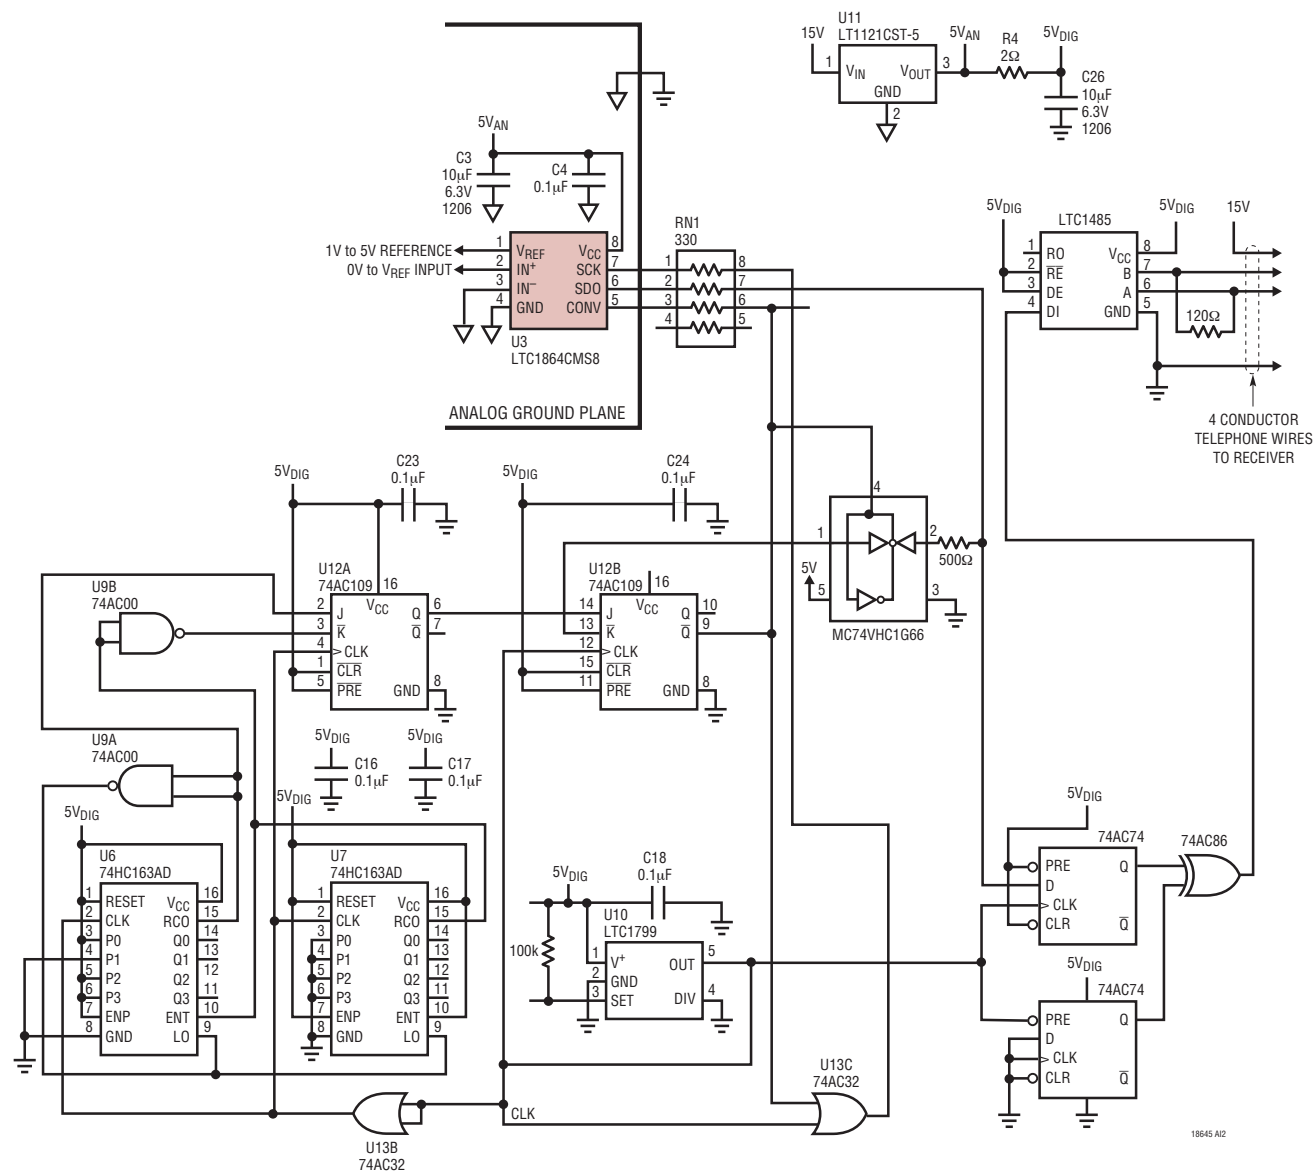 U11
LT1121CST-5
15V
5VAN
5VDIG
R4
2Ω
1
VIN
VOUT
3
GND
2
C26
10µF
6.3V
1206
5VAN
C3
10µF
6.3V
1206
C4
0.1µF
1V to 5V REFERENCE
0V to VREF INPUT
1
2
3
4
VREF
IN+
IN−
GND
VCC
SCK
SDO
CONV
8
7
6
5
U3
LTC1864CMS8
RN1
330
1
2
3
4
8
7
6
5
ANALOG GROUND PLANE
5VDIG
LTC1485
5VDIG
15V
1
2
3
4
RO
RE
DE
DI
VCC
B
A
GND
8
7
6
5
120Ω
4 CONDUCTOR
TELEPHONE WIRES
TO RECEIVER
5VDIG
C23
0.1µF
5VDIG
C24
0.1µF
4
1
2
500Ω
5V
5
3
MC74VHC1G66
U9B
74AC00
U12A
74AC109
16
VCC
2
3
4
1
5
J
K
CLK
CLR
PRE
Q
Q
GND
6
7
8
U12B
74AC109
16
VCC
14
13
12
15
11
J
K
CLK
CLR
PRE
Q
Q
GND
10
9
8
U9A
74AC00
5VDIG
C16
0.1µF
5VDIG
C17
0.1µF
5VDIG
U6
74HC163AD
1
2
3
4
5
6
7
8
RESET
CLK
P0
P1
P2
P3
ENP
GND
VCC
RCO
Q0
Q1
Q2
Q3
ENT
LO
16
15
14
13
12
11
10
9
5VDIG
U7
74HC163AD
1
2
3
4
5
6
7
8
RESET
CLK
P0
P1
P2
P3
ENP
GND
VCC
RCO
Q0
Q1
Q2
Q3
ENT
LO
16
15
14
13
12
11
10
9
5VDIG
C18
0.1µF
100k
U10
LTC1799
1
2
3
V+
GND
SET
OUT
DIV
5
4
5VDIG
74AC74
PRE
D
CLK
CLR
Q
Q
74AC86
5VDIG
74AC74
PRE
D
CLK
CLR
Q
Q
U13C
74AC32
CLK
U13B
74AC32
18645 AI2